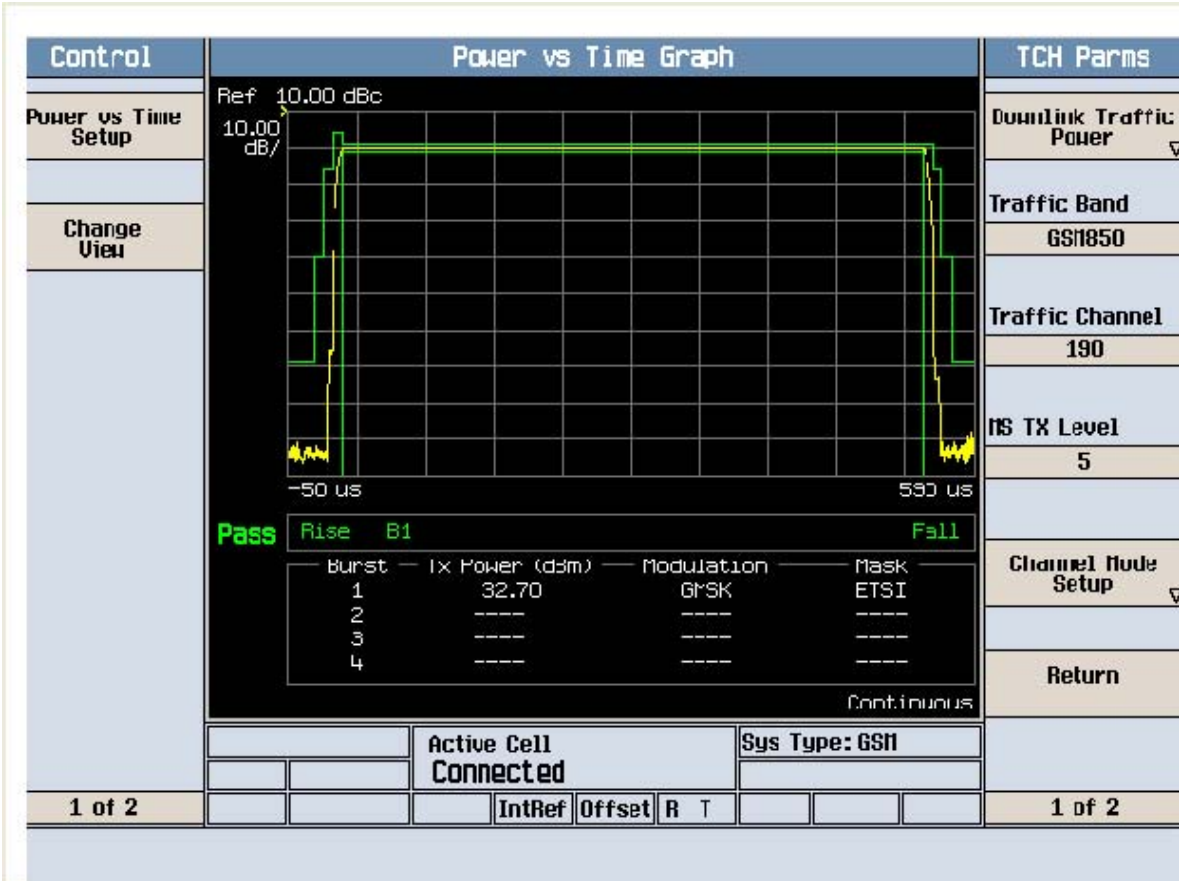 Control
Power vs Time Graph
TCH Parms
Power vs Time
Setup
Change
View
1 of 2
Ref 10.00 dBc
10.00
dB/
-50 us
590 us
Pass
Rise B1 Fall
Burst Tx Power (dBm) Modulation Mask
1 32.70 GMSK ETSI
2 ---- ---- ----
3 ---- ---- ----
4 ---- ---- ----
Continuous
Active Cell
Connected
Sys Type: GSM
IntRef Offset R T
Downlink Traffic
Power
Traffic Band
GSM850
Traffic Channel
190
MS TX Level
5
Channel Mode
Setup
Return
1 of 2